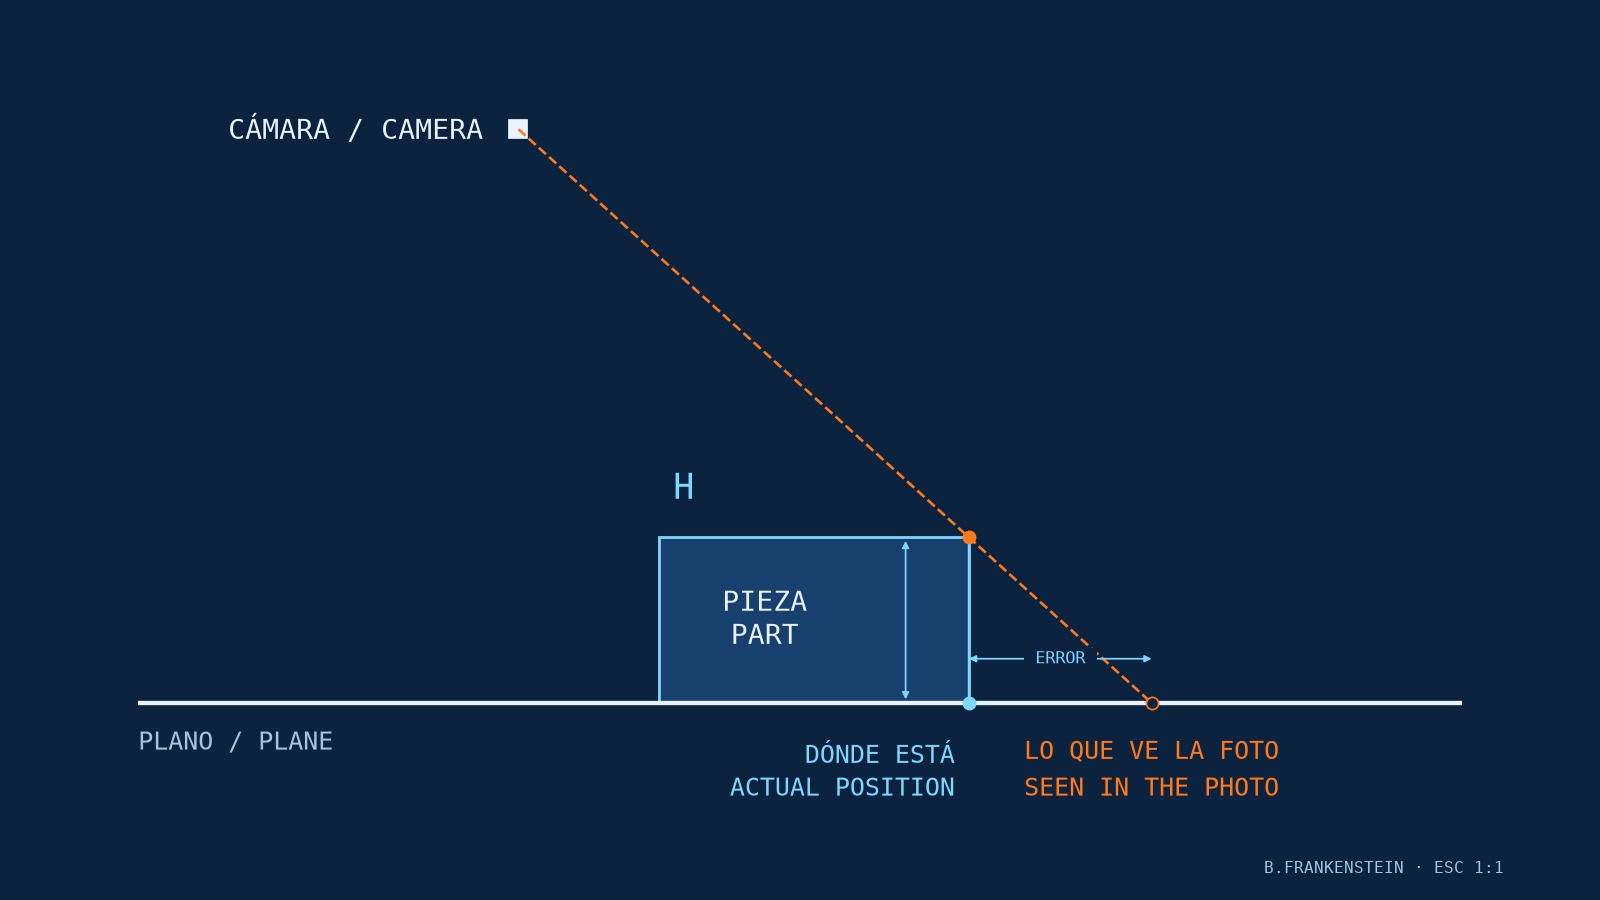 CÁMARA / CAMERA
H
PIEZA
PART
ERROR
PLANO / PLANE
DÓNDE ESTÁ
ACTUAL POSITION
LO QUE VE LA FOTO
SEEN IN THE PHOTO
B.FRANKENSTEIN · ESC 1:1